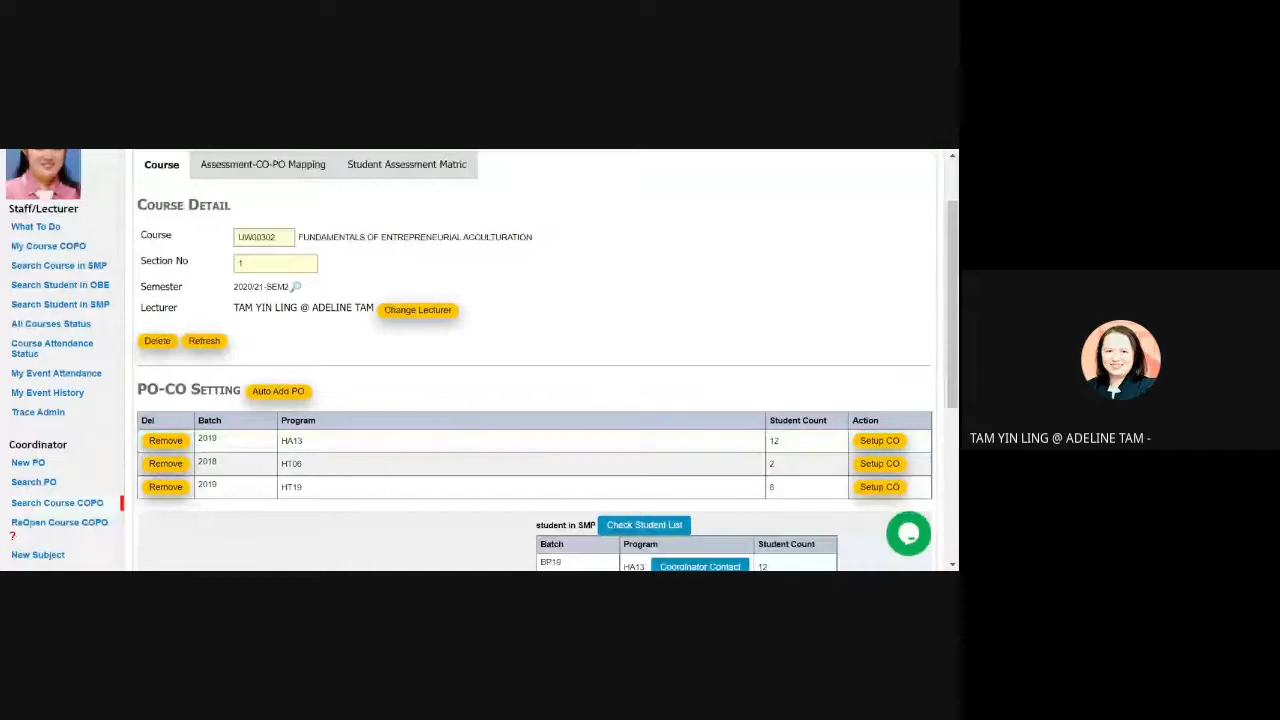 Course Assessment-CO-PO Mapping Student Assessment Matric
COURSE DETAIL
Course UW00302 FUNDAMENTALS OF ENTREPRENEURIAL ACCULTURATION
Section No 1
Semester 2020/21-SEM2
Lecturer TAM YIN LING @ ADELINE TAM Change Lecturer
Delete Refresh
PO-CO SETTING Auto Add PO
Del Batch Program Student Count Action
Remove 2019 HA13 12 Setup CO
Remove 2018 HT06 2 Setup CO
Remove 2019 HT19 8 Setup CO
student in SMP Check Student List
Batch Program Student Count
BP19 HA13 Coordinator Contact 12
Staff/Lecturer
What To Do
My Course COPO
Search Course in SMP
Search Student in OBE
Search Student in SMP
All Courses Status
Course Attendance
Status
My Event Attendance
My Event History
Trace Admin
Coordinator
New PO
Search PO
Search Course COPO
ReOpen Course COPO
?
New Subject
TAM YIN LING @ ADELINE TAM -